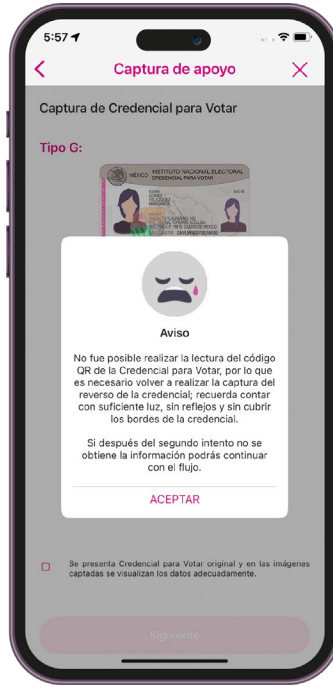 5:57
Captura de apoyo
Captura de Credencial para Votar
Tipo G:
MÉXICO INSTITUTO NACIONAL ELECTORAL
CREDENCIAL PARA VOTAR
Aviso
No fue posible realizar la lectura del código
QR de la Credencial para Votar, por lo que
es necesario volver a realizar la captura del
reverso de la credencial; recuerda contar
con suficiente luz, sin reflejos y sin cubrir
los bordes de la credencial.
Si después del segundo intento no se
obtiene la información podrás continuar
con el flujo.
ACEPTAR
Se presenta Credencial para Votar original y en las imágenes
captadas se visualizan los datos adecuadamente.
Siguiente